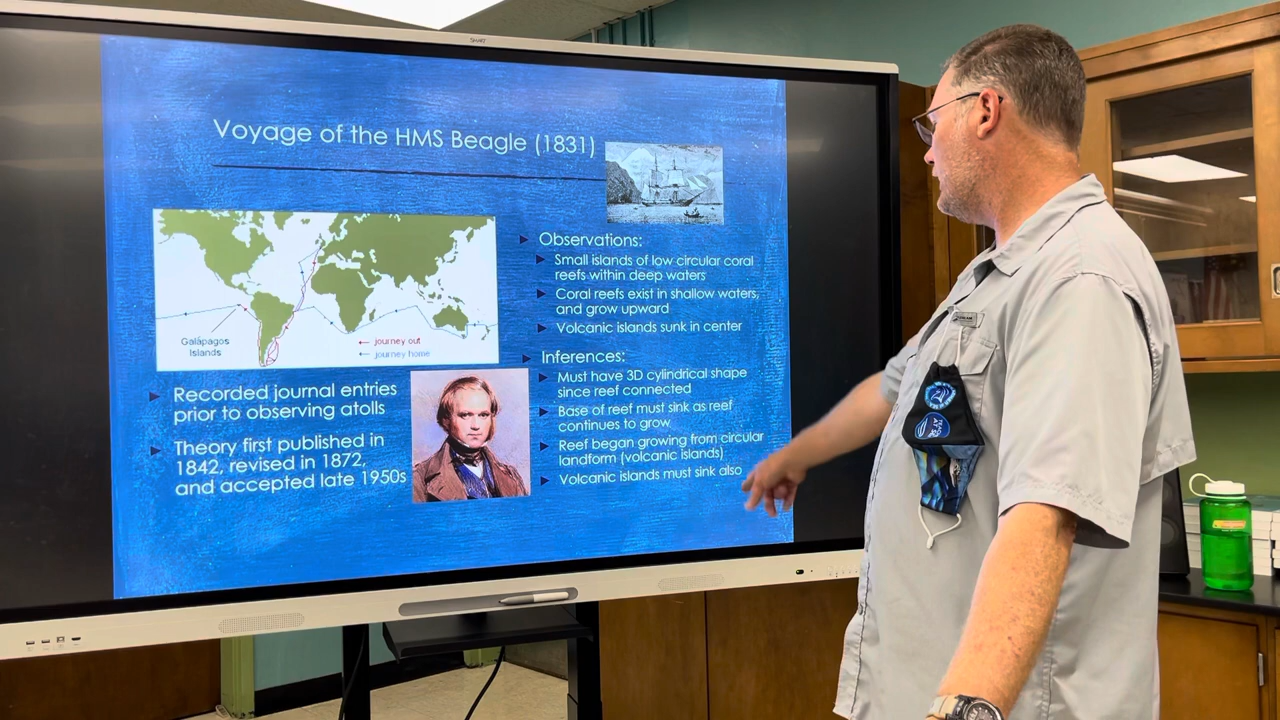 SMART
Voyage of the HMS Beagle (1831)
Galápagos
Islands
journey out
journey home
Recorded journal entries
prior to observing atolls
Theory first published in
1842, revised in 1872,
and accepted late 1950s
Observations:
Small islands of low circular coral
reefs within deep waters
Coral reefs exist in shallow waters,
and grow upward
Volcanic islands sunk in center
Inferences:
Must have 3D cylindrical shape
since reef connected
Base of reef must sink as reef
continues to grow
Reef began growing from circular
landform (volcanic islands)
Volcanic islands must sink also